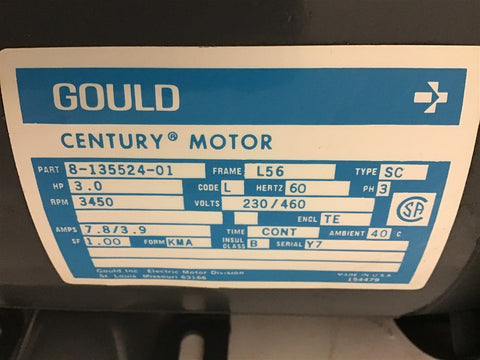 GOULD
CENTURY® MOTOR
PART 8-135524-01 FRAME L56 TYPE SC
HP 3.0 CODE L HERTZ 60 PH 3
RPM 3450 VOLTS 230/460
ENCL TE
AMPS 7.8/3.9 TIME CONT AMBIENT 40 C
SF 1.00 FORM KMA INSUL CLASS B SERIAL Y7
Gould Inc. Electric Motor Division
St. Louis Missouri 63166
MADE IN U.S.A.
154479
SA